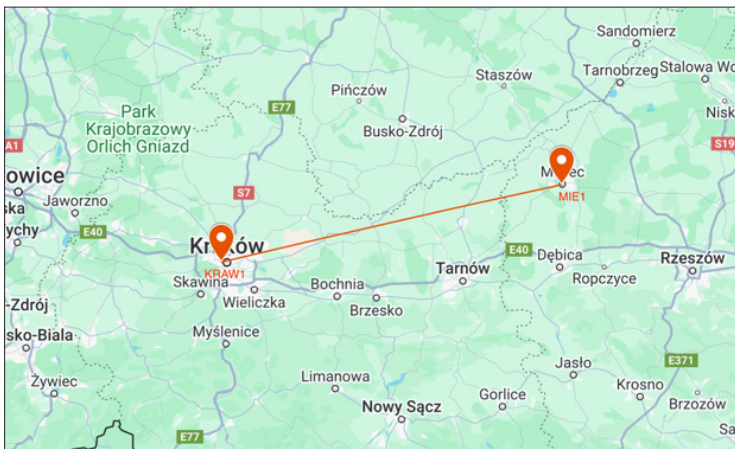 Sandomierz
Staszów
Tarnobrzeg
Stalowa Wo
Pińczów
Nisk
E77
Park
Krajobrazowy
Orlich Gniazd
Busko-Zdrój
A1
S19
owice
M ec
MIE1
ska
Jaworzno
S7
ychy
E40
Kraków
E40
Dębica
Rzeszów
KRAW1
Tarnów
Ropczyce
Skawina
Bochnia
-Zdrój
Wieliczka
Brzesko
sko-Biala
Myślenice
E371
Jasło
Limanowa
Krosno
Żywiec
Gorlice
Brzozów
Nowy Sącz
Sa
E77